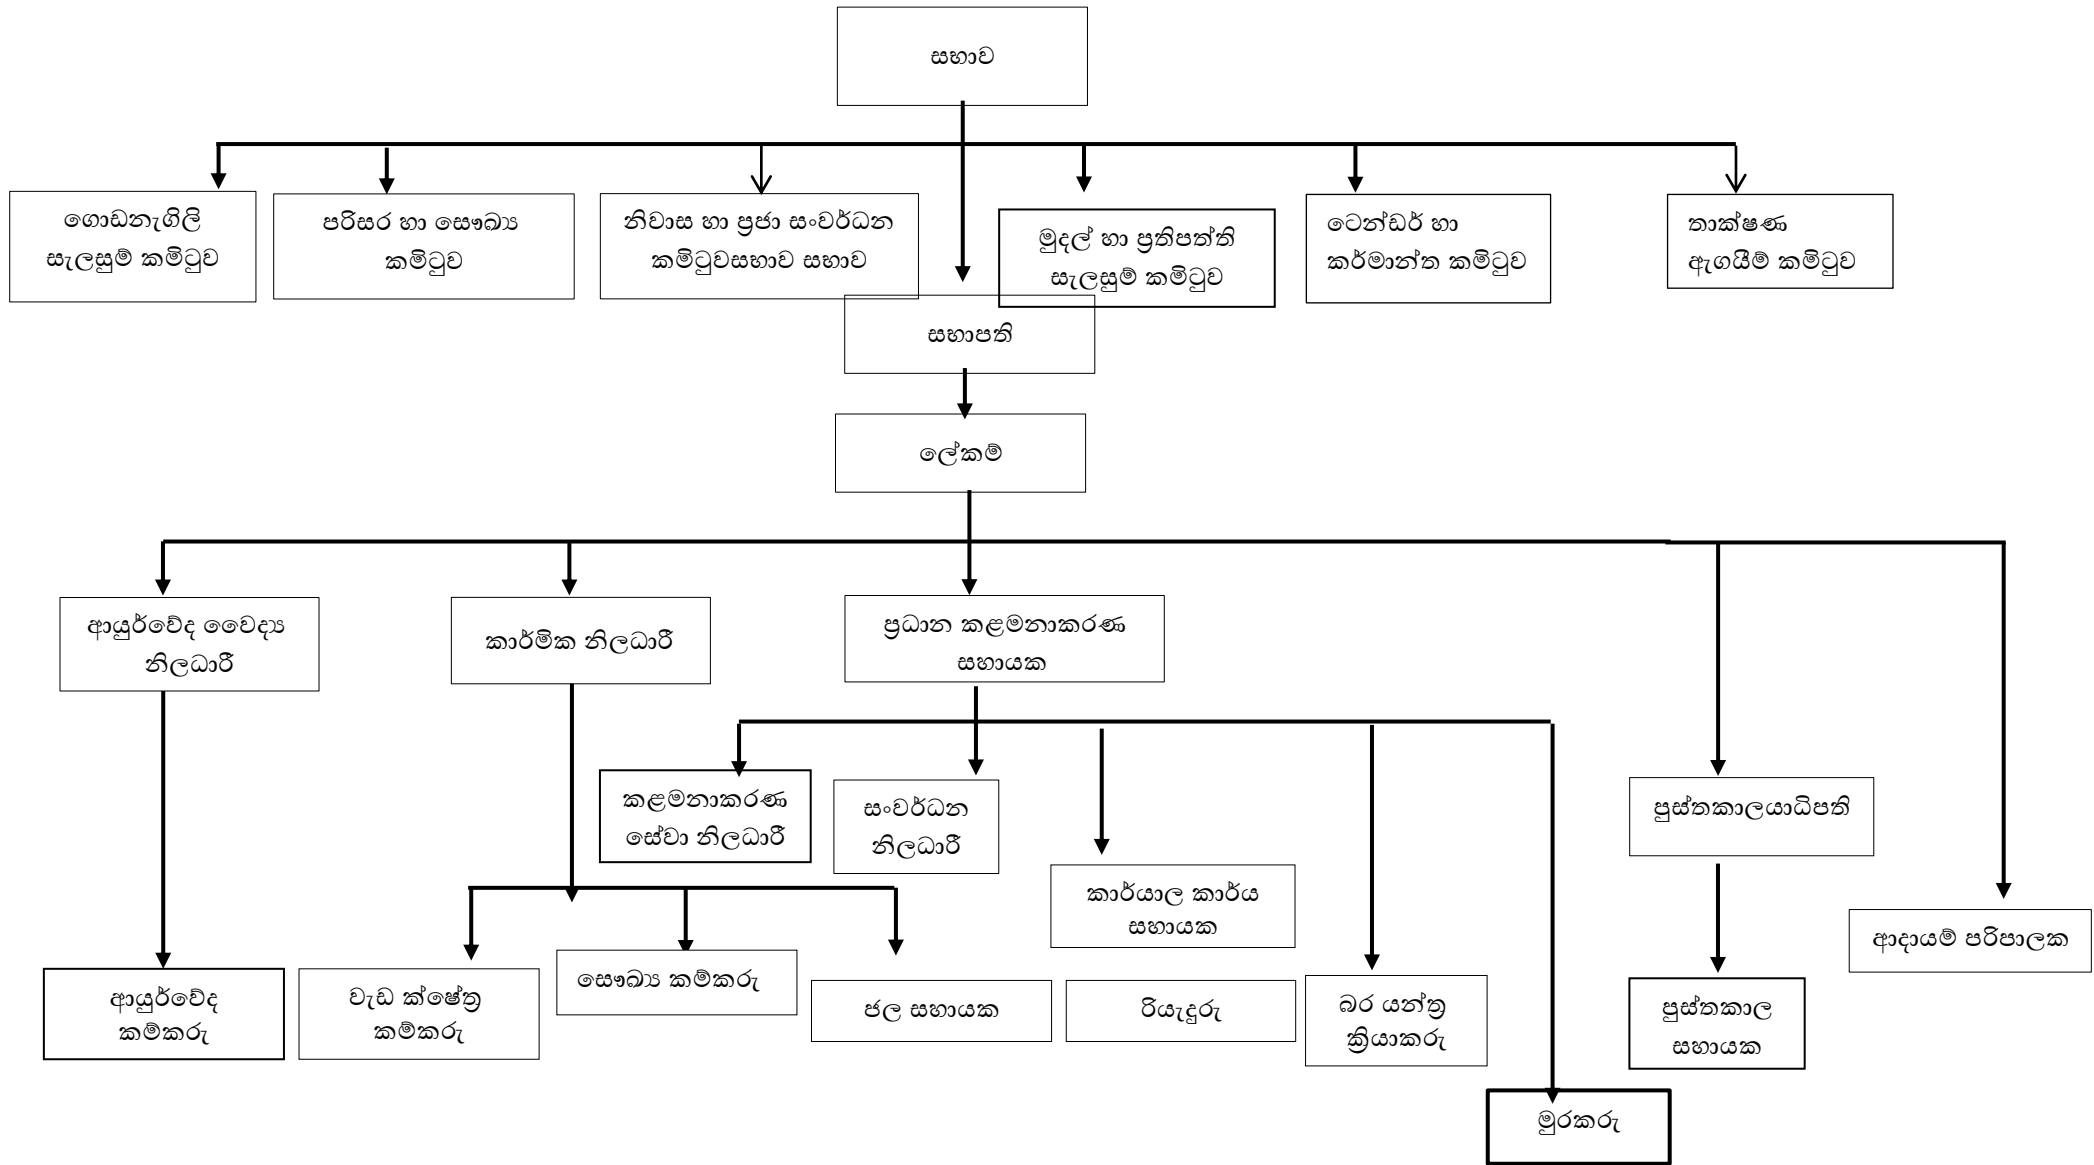 සභාව
ගොඩනැගිලි
සැලසුම් කමිටුව
පරිසර හා සෞඛ්‍ය
කමිටුව
නිවාස හා ප්‍රජා සංවර්ධන
කමිටුවසභාව සභාව
මුදල් හා ප්‍රතිපත්ති
සැලසුම් කමිටුව
ටෙන්ඩර් හා
කර්මාන්ත කමිටුව
තාක්ෂණ
ඇගයීම් කමිටුව
සභාපති
ලේකම්
ආයුර්වේද වෛද්‍ය
නිලධාරී
කාර්මික නිලධාරී
ප්‍රධාන කළමනාකරණ
සහායක
කළමනාකරණ
සේවා නිලධාරී
සංවර්ධන
නිලධාරී
පුස්තකාලයාධිපති
කාර්යාල කාර්ය
සහායක
ආදායම් පරිපාලක
ආයුර්වේද
කම්කරු
වැඩ ක්ෂේත්‍ර
කම්කරු
සෞඛ්‍ය කම්කරු
ජල සහායක
රියැදුරු
බර යන්ත්‍ර
ක්‍රියාකරු
පුස්තකාල
සහායක
මුරකරු